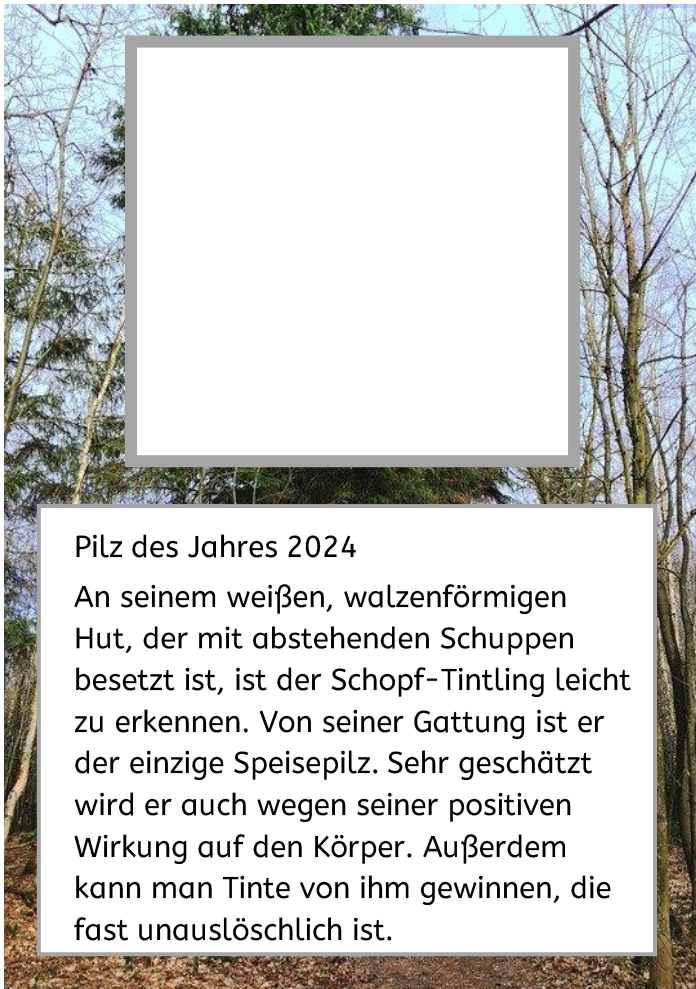 Pilz des Jahres 2024
An seinem weißen, walzenförmigen
Hut, der mit abstehenden Schuppen
besetzt ist, ist der Schopf-Tintling leicht
zu erkennen. Von seiner Gattung ist er
der einzige Speisepilz. Sehr geschätzt
wird er auch wegen seiner positiven
Wirkung auf den Körper. Außerdem
kann man Tinte von ihm gewinnen, die
fast unauslöschlich ist.